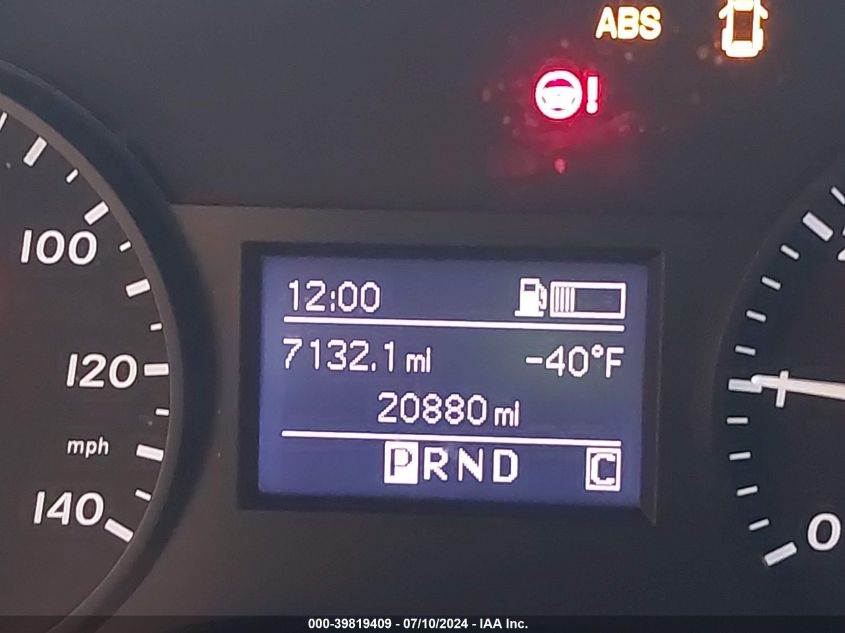 ABS
!
100
120
mph
140
12:00
7132.1 mi -40°F
20880 mi
PRND C
0
000-39819409 - 07/10/2024 - IAA Inc.